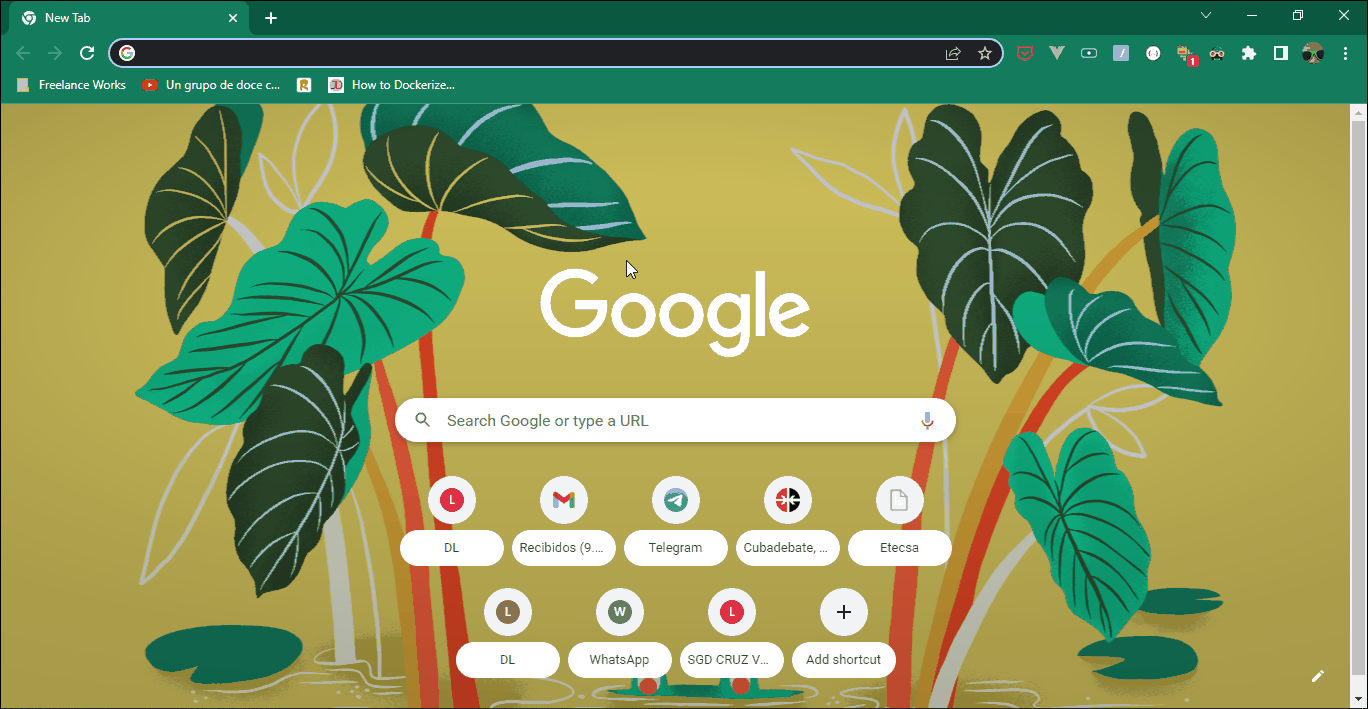 New Tab
Freelance Works
Un grupo de doce c...
R
How to Dockerize...
1
Google
Search Google or type a URL
L
DL
Recibidos (9....
Telegram
Cubadebate, ...
Etecsa
L
W
L
DL
WhatsApp
SGD CRUZ V...
Add shortcut